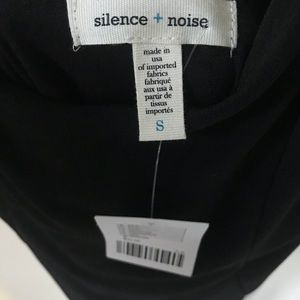 silence + noise
made in
usa
of imported
fabrics
fabriqué
aux usa à
partir de
tissus
importés
S